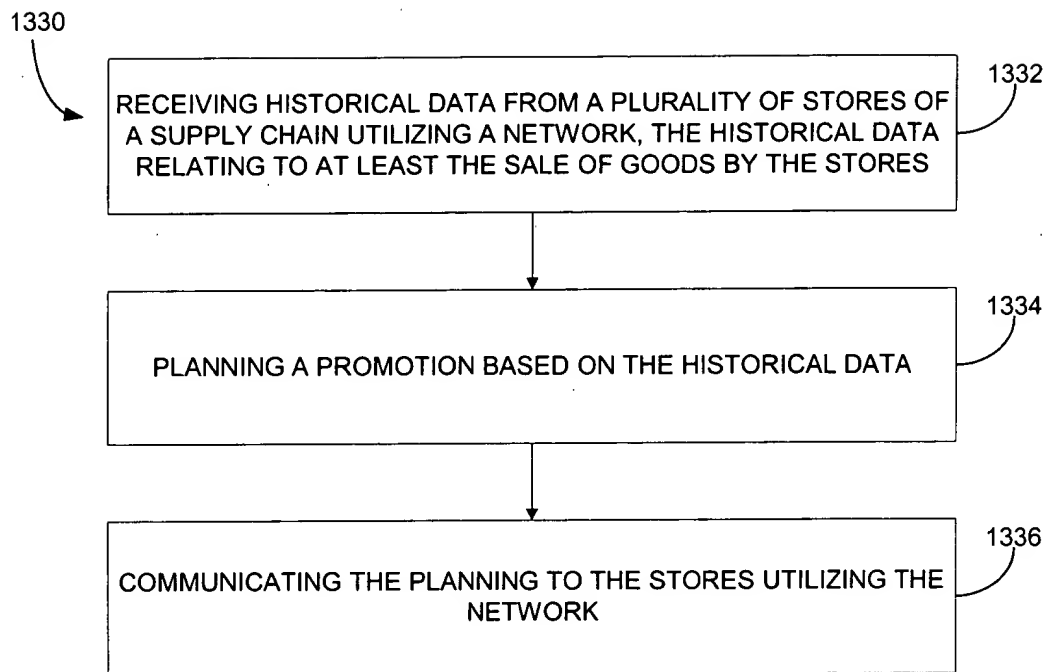 1330
1332
RECEIVING HISTORICAL DATA FROM A PLURALITY OF STORES OF
A SUPPLY CHAIN UTILIZING A NETWORK, THE HISTORICAL DATA
RELATING TO AT LEAST THE SALE OF GOODS BY THE STORES
1334
PLANNING A PROMOTION BASED ON THE HISTORICAL DATA
1336
COMMUNICATING THE PLANNING TO THE STORES UTILIZING THE
NETWORK